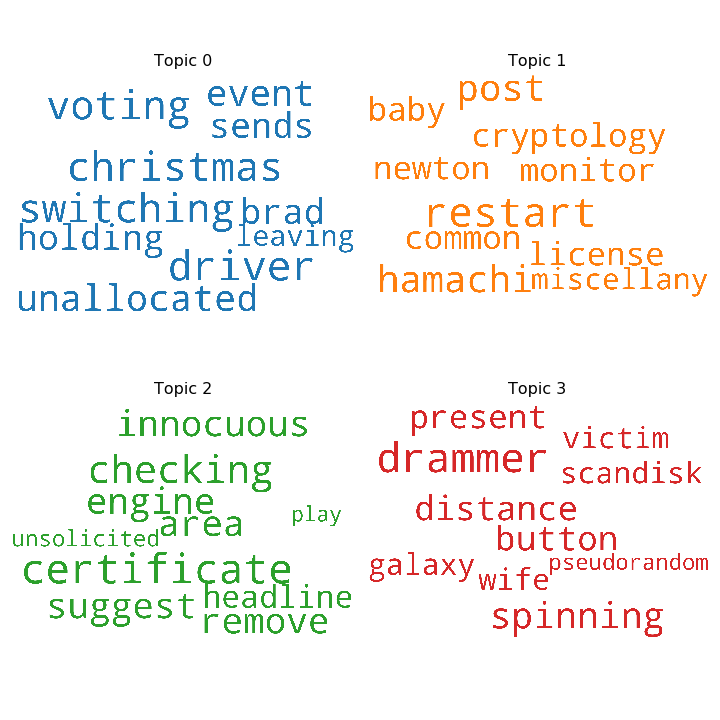 Topic 0
voting event
sends
christmas
switching brad
holding leaving
driver
unallocated
Topic 1
post
baby
cryptology
newton monitor
restart
common
license
hamachi miscellany
Topic 2
innocuous
checking
engine
area play
unsolicited
certificate
suggest headline
remove
Topic 3
present
victim
drammer
scandisk
distance
button
galaxy pseudorandom
wife
spinning